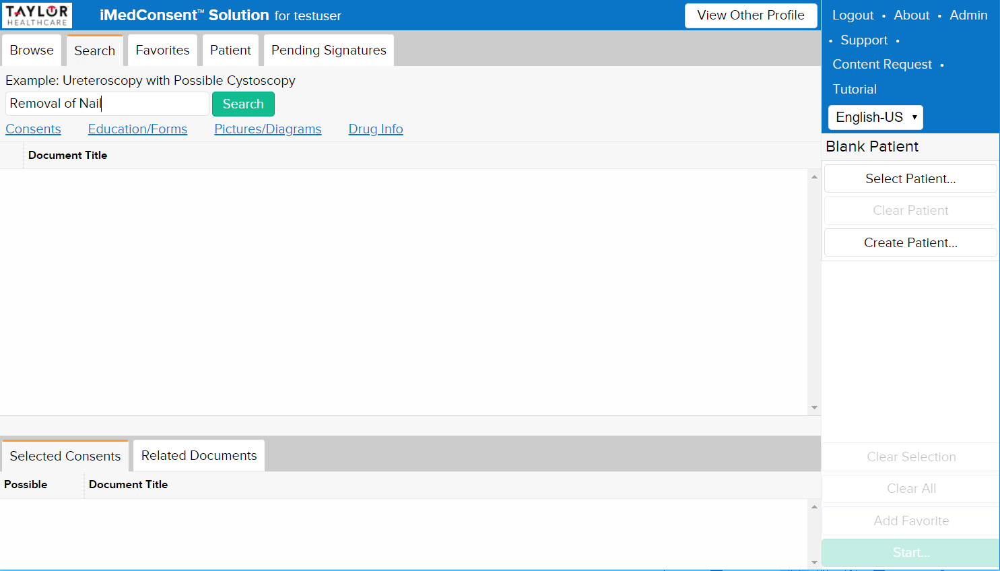 TAYLOR
HEALTHCARE
iMedConsent™ Solution for testuser
View Other Profile
Logout • About • Admin
• Support •
Content Request •
Tutorial
English-US
Browse
Search
Favorites
Patient
Pending Signatures
Example: Ureteroscopy with Possible Cystoscopy
Removal of Nail
Search
Consents
Education/Forms
Pictures/Diagrams
Drug Info
Document Title
Blank Patient
Select Patient...
Clear Patient
Create Patient...
Selected Consents
Related Documents
Possible
Document Title
Clear Selection
Clear All
Add Favorite
Start...